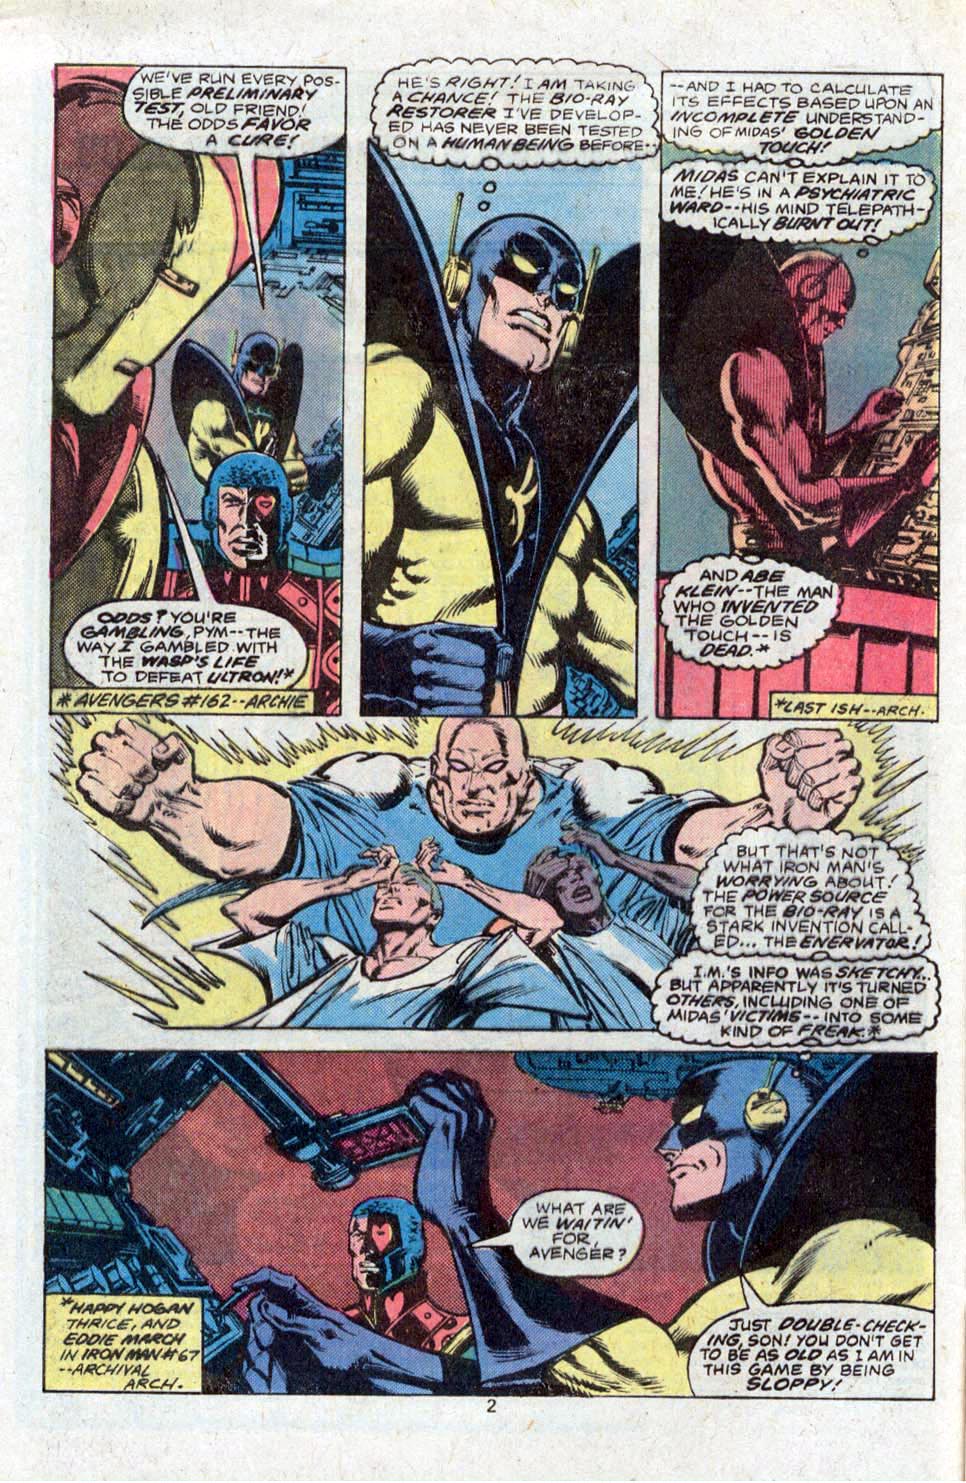 WE'VE RUN EVERY POS-
SIBLE PRELIMINARY
TEST, OLD FRIEND!
THE ODDS FAVOR
A CURE!
ODDS? YOU'RE
GAMBLING, PYM--THE
WAY I GAMBLED WITH
THE WASP'S LIFE
TO DEFEAT ULTRON!*
*AVENGERS #162--ARCHIE
HE'S RIGHT! I AM TAKING
A CHANCE! THE BIO-RAY
RESTORER I'VE DEVELOP-
ED HAS NEVER BEEN TESTED
ON A HUMAN BEING BEFORE--
--AND I HAD TO CALCULATE
ITS EFFECTS BASED UPON AN
INCOMPLETE UNDERSTAND-
ING OF MIDAS' GOLDEN
TOUCH!
MIDAS CAN'T EXPLAIN IT TO
ME! HE'S IN A PSYCHIATRIC
WARD--HIS MIND TELEPATH-
ICALLY BURNT OUT!
AND ABE
KLEIN--THE MAN
WHO INVENTED
THE GOLDEN
TOUCH--IS
DEAD.*
*LAST ISH--ARCH.
BUT THAT'S NOT
WHAT IRON MAN'S
WORRYING ABOUT!
THE POWER SOURCE
FOR THE BIO-RAY IS A
STARK INVENTION CALL-
ED... THE ENERVATOR!
I.M.'S INFO WAS SKETCHY..
BUT APPARENTLY IT'S TURNED
OTHERS, INCLUDING ONE OF
MIDAS' VICTIMS--INTO SOME
KIND OF FREAK.*
WHAT ARE
WE WAITIN'
FOR,
AVENGER?
*HAPPY HOGAN
THRICE, AND
EDDIE MARCH
IN IRON MAN #67
--ARCHIVAL
ARCH.
JUST DOUBLE-CHECK-
ING, SON! YOU DON'T GET
TO BE AS OLD AS I AM IN
THIS GAME BY BEING
SLOPPY!
2